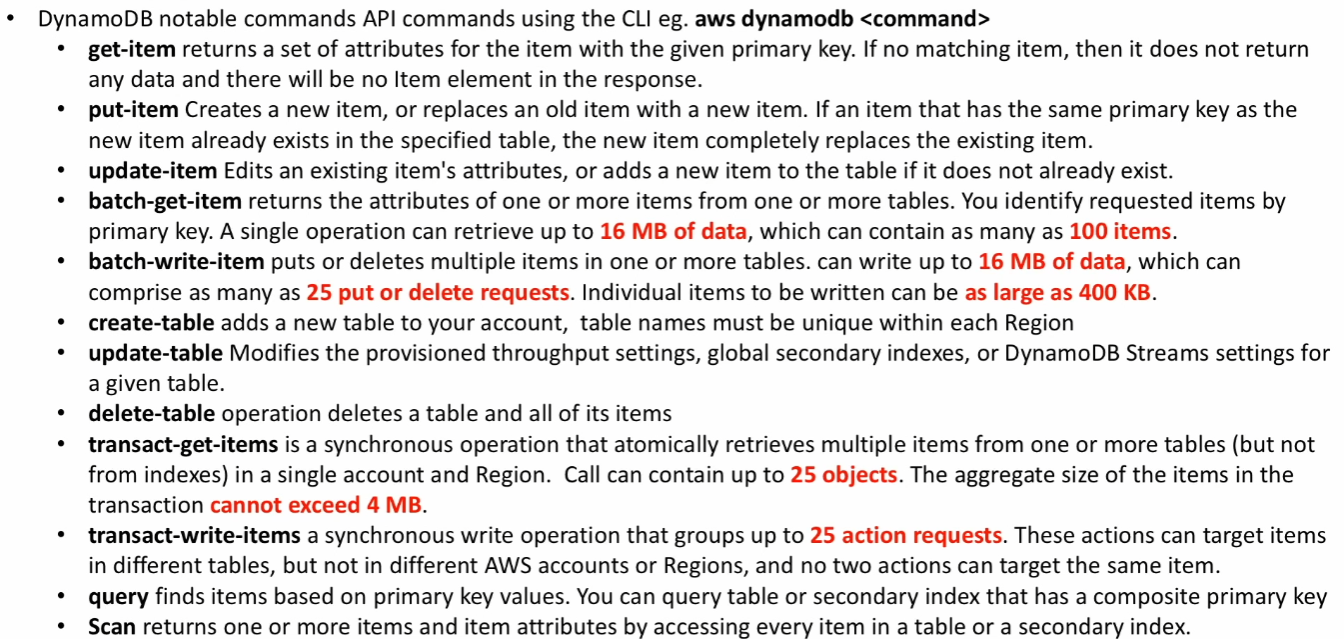 • DynamoDB notable commands API commands using the CLI eg. aws dynamodb <command>
• get-item returns a set of attributes for the item with the given primary key. If no matching item, then it does not return
any data and there will be no Item element in the response.
• put-item Creates a new item, or replaces an old item with a new item. If an item that has the same primary key as the
new item already exists in the specified table, the new item completely replaces the existing item.
• update-item Edits an existing item's attributes, or adds a new item to the table if it does not already exist.
• batch-get-item returns the attributes of one or more items from one or more tables. You identify requested items by
primary key. A single operation can retrieve up to 16 MB of data, which can contain as many as 100 items.
• batch-write-item puts or deletes multiple items in one or more tables. can write up to 16 MB of data, which can
comprise as many as 25 put or delete requests. Individual items to be written can be as large as 400 KB.
• create-table adds a new table to your account,  table names must be unique within each Region
• update-table Modifies the provisioned throughput settings, global secondary indexes, or DynamoDB Streams settings for
a given table.
• delete-table operation deletes a table and all of its items
• transact-get-items is a synchronous operation that atomically retrieves multiple items from one or more tables (but not
from indexes) in a single account and Region.  Call can contain up to 25 objects. The aggregate size of the items in the
transaction cannot exceed 4 MB.
• transact-write-items a synchronous write operation that groups up to 25 action requests. These actions can target items
in different tables, but not in different AWS accounts or Regions, and no two actions can target the same item.
• query finds items based on primary key values. You can query table or secondary index that has a composite primary key
• Scan returns one or more items and item attributes by accessing every item in a table or a secondary index.